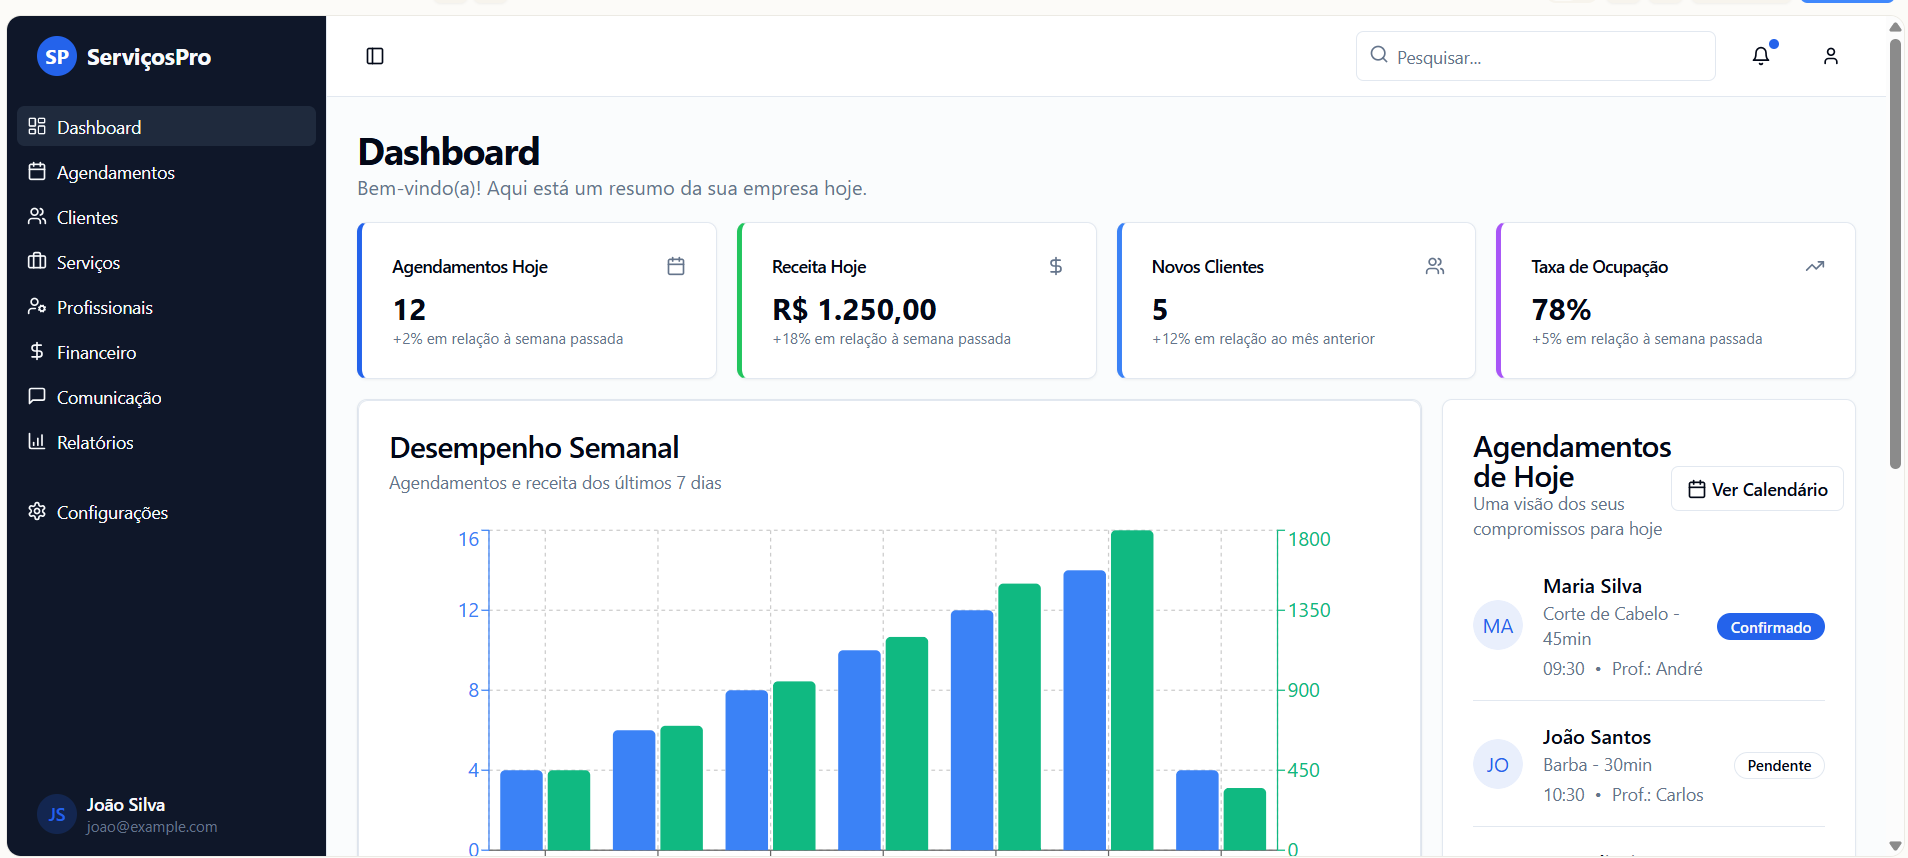 SP ServiçosPro
Pesquisar...
Dashboard
Agendamentos
Clientes
Serviços
Profissionais
Financeiro
Comunicação
Relatórios
Configurações
JS
João Silva
joao@example.com
Dashboard
Bem-vindo(a)! Aqui está um resumo da sua empresa hoje.
Agendamentos Hoje
12
+2% em relação à semana passada
Receita Hoje
R$ 1.250,00
+18% em relação à semana passada
Novos Clientes
5
+12% em relação ao mês anterior
Taxa de Ocupação
78%
+5% em relação à semana passada
Desempenho Semanal
Agendamentos e receita dos últimos 7 dias
16
12
8
4
0
1800
1350
900
450
0
Agendamentos
de Hoje
Uma visão dos seus
compromissos para hoje
Ver Calendário
MA
Maria Silva
Corte de Cabelo -
45min
09:30 • Prof.: André
Confirmado
JO
João Santos
Barba - 30min
10:30 • Prof.: Carlos
Pendente